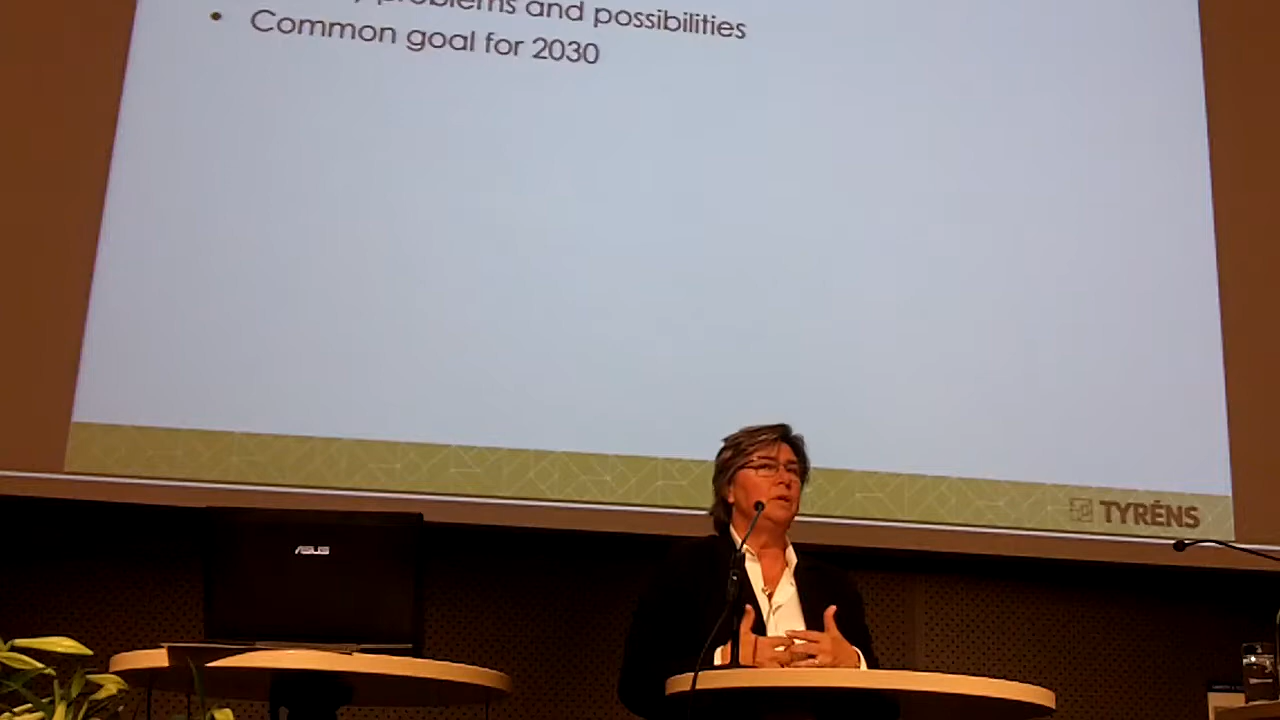 problems and possibilities
• Common goal for 2030
TYRÉNS
ASUS